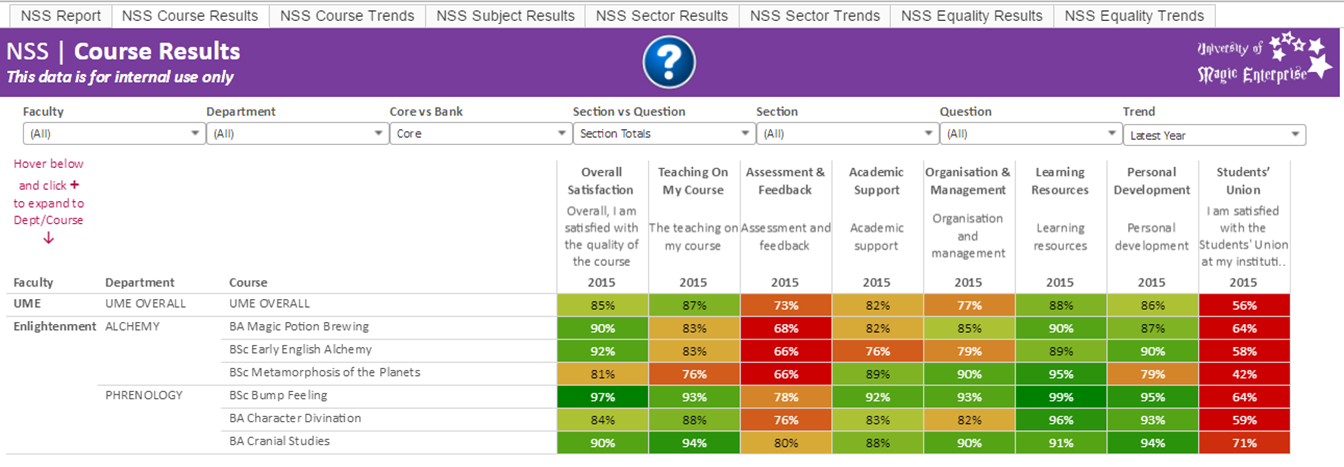 NSS Report NSS Course Results NSS Course Trends NSS Subject Results NSS Sector Results NSS Sector Trends NSS Equality Results NSS Equality Trends
NSS | Course Results
This data is for internal use only
?
University of
Magic Enterprise
Faculty Department Core vs Bank Section vs Question Section Question Trend
(All) (All) Core Section Totals (All) (All) Latest Year
Hover below
and click +
to expand to
Dept/Course
↓
Overall Teaching On Assessment & Academic Organisation Learning Personal Students'
Satisfaction My Course Feedback Support & Management Resources Development Union
Overall, I am
satisfied with
the quality of
the course
The teaching on
my course
Assessment and
feedback
Academic
support
Organisation
and
management
Learning
resources
Personal
development
I am satisfied
with the
Students' Union
at my instituti..
Faculty Department Course 2015 2015 2015 2015 2015 2015 2015 2015
UME UME OVERALL UME OVERALL 85% 87% 73% 82% 77% 88% 86% 56%
Enlightenment ALCHEMY BA Magic Potion Brewing 90% 83% 68% 82% 85% 90% 87% 64%
BSc Early English Alchemy 92% 83% 66% 76% 79% 89% 90% 58%
BSc Metamorphosis of the Planets 81% 76% 66% 89% 90% 95% 79% 42%
PHRENOLOGY BSc Bump Feeling 97% 93% 78% 92% 93% 99% 95% 64%
BA Character Divination 84% 88% 76% 83% 82% 96% 93% 59%
BA Cranial Studies 90% 94% 80% 88% 90% 91% 94% 71%